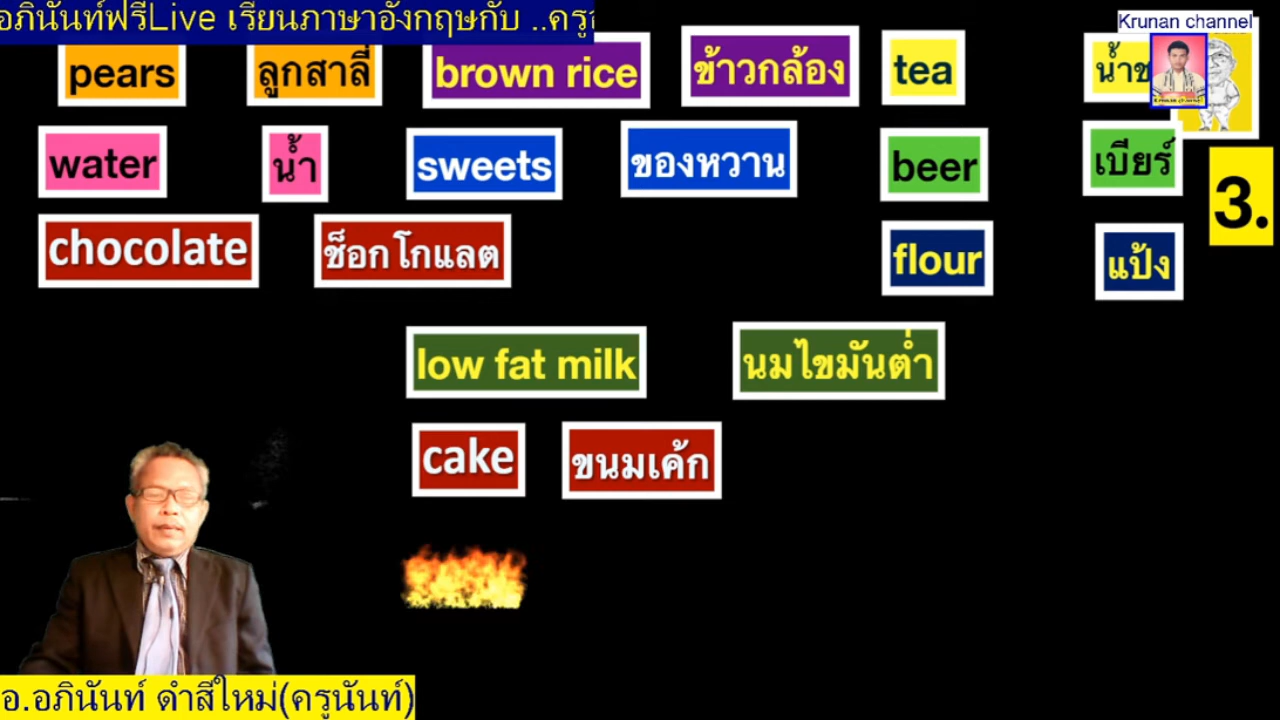 อภินันท์ฟรีLive เรียนภาษาอังกฤษกับ ..ครู
Krunan channel
pears ลูกสาลี่ brown rice ข้าวกล้อง tea
water น้ำ sweets ของหวาน beer เบียร์
3.
chocolate ช็อกโกแลต flour แป้ง
low fat milk นมไขมันต่ำ
cake ขนมเค้ก
อ.อภินันท์ ดำสีใหม่(ครูนันท์)